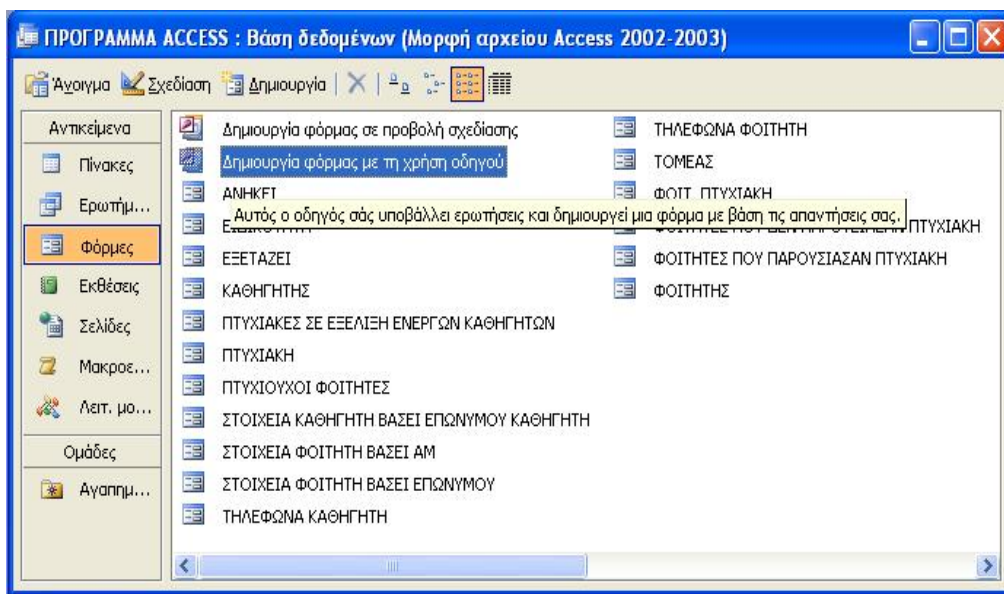 ΠΡΟΓΡΑΜΜΑ ACCESS : Βάση δεδομένων (Μορφή αρχείου Access 2002-2003)
Άνοιγμα Σχεδίαση Δημιουργία
Αντικείμενα
Πίνακες
Ερωτήμ...
Φόρμες
Εκθέσεις
Σελίδες
Μακροε...
Λειτ. μο...
Ομάδες
Αγαπημ...
Δημιουργία φόρμας σε προβολή σχεδίασης
Δημιουργία φόρμας με τη χρήση οδηγού
ΑΝΗΚΕΙ
Αυτός ο οδηγός σάς υποβάλλει ερωτήσεις και δημιουργεί μια φόρμα με βάση τις απαντήσεις σας.
ΕΞΕΤΑΖΕΙ
ΚΑΘΗΓΗΤΗΣ
ΠΤΥΧΙΑΚΕΣ ΣΕ ΕΞΕΛΙΞΗ ΕΝΕΡΓΩΝ ΚΑΘΗΓΗΤΩΝ
ΠΤΥΧΙΑΚΗ
ΠΤΥΧΙΟΥΧΟΙ ΦΟΙΤΗΤΕΣ
ΣΤΟΙΧΕΙΑ ΚΑΘΗΓΗΤΗ ΒΑΣΕΙ ΕΠΩΝΥΜΟΥ ΚΑΘΗΓΗΤΗ
ΣΤΟΙΧΕΙΑ ΦΟΙΤΗΤΗ ΒΑΣΕΙ ΑΜ
ΣΤΟΙΧΕΙΑ ΦΟΙΤΗΤΗ ΒΑΣΕΙ ΕΠΩΝΥΜΟΥ
ΤΗΛΕΦΩΝΑ ΚΑΘΗΓΗΤΗ
ΤΗΛΕΦΩΝΑ ΦΟΙΤΗΤΗ
ΤΟΜΕΑΣ
ΦΟΙΤ_ΠΤΥΧΙΑΚΗ
ΠΤΥΧΙΑΚΗ
ΦΟΙΤΗΤΕΣ ΠΟΥ ΠΑΡΟΥΣΙΑΣΑΝ ΠΤΥΧΙΑΚΗ
ΦΟΙΤΗΤΗΣ